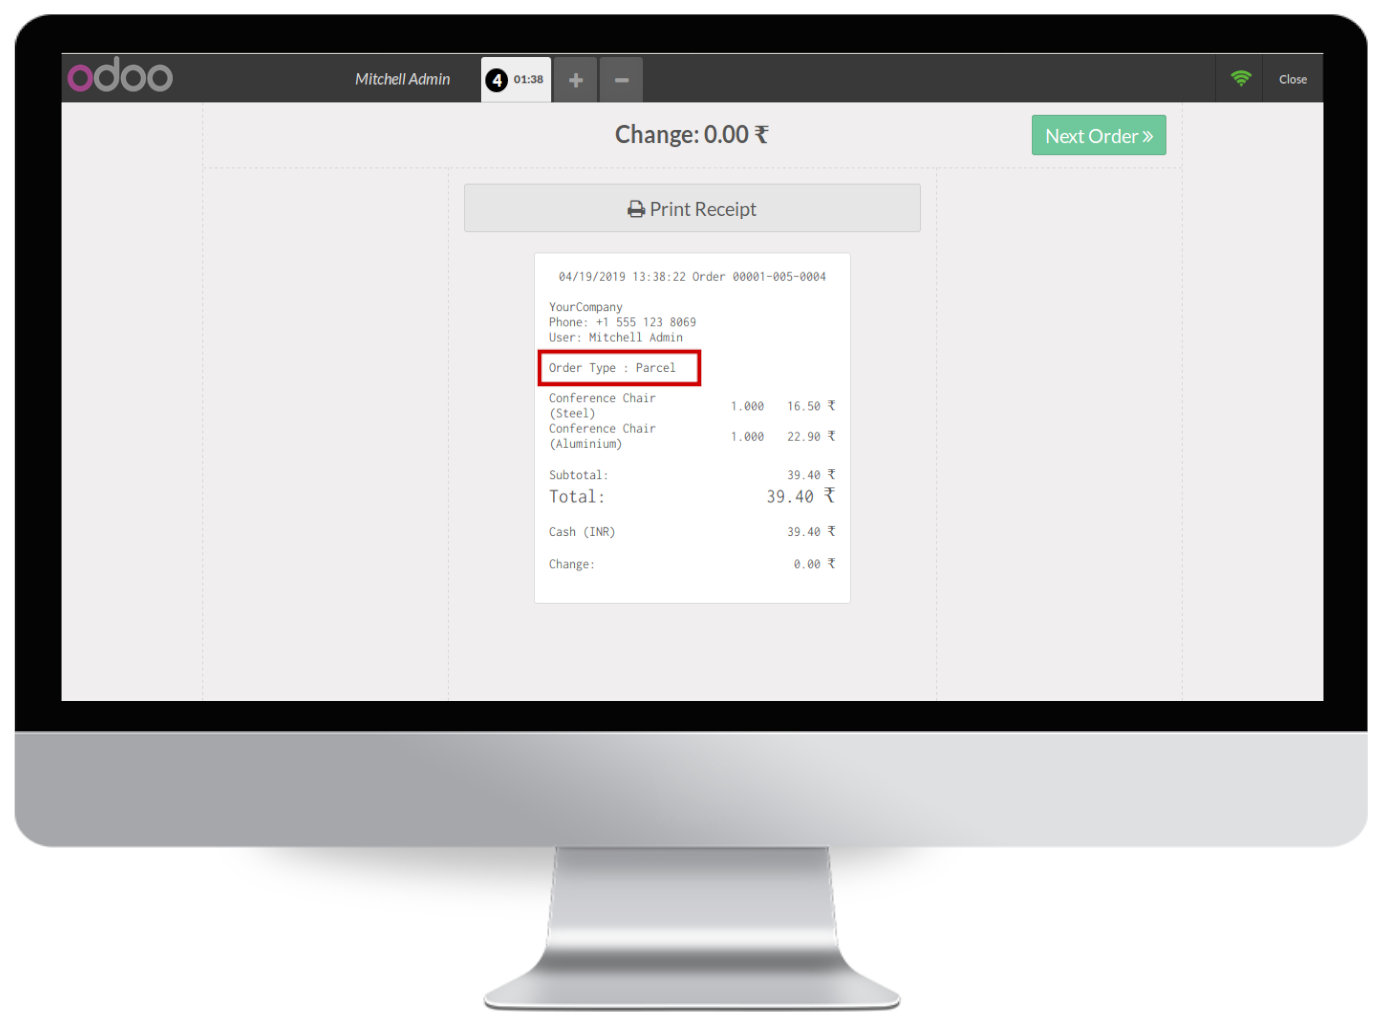 odoo
Mitchell Admin
4 01:38
+
−
Close
Change: 0.00 ₹
Next Order »
Print Receipt
04/19/2019 13:38:22 Order 00001-005-0004
YourCompany
Phone: +1 555 123 8069
User: Mitchell Admin
Order Type : Parcel
Conference Chair
(Steel) 1.000 16.50 ₹
Conference Chair
(Aluminium) 1.000 22.90 ₹
Subtotal: 39.40 ₹
Total: 39.40 ₹
Cash (INR) 39.40 ₹
Change: 0.00 ₹